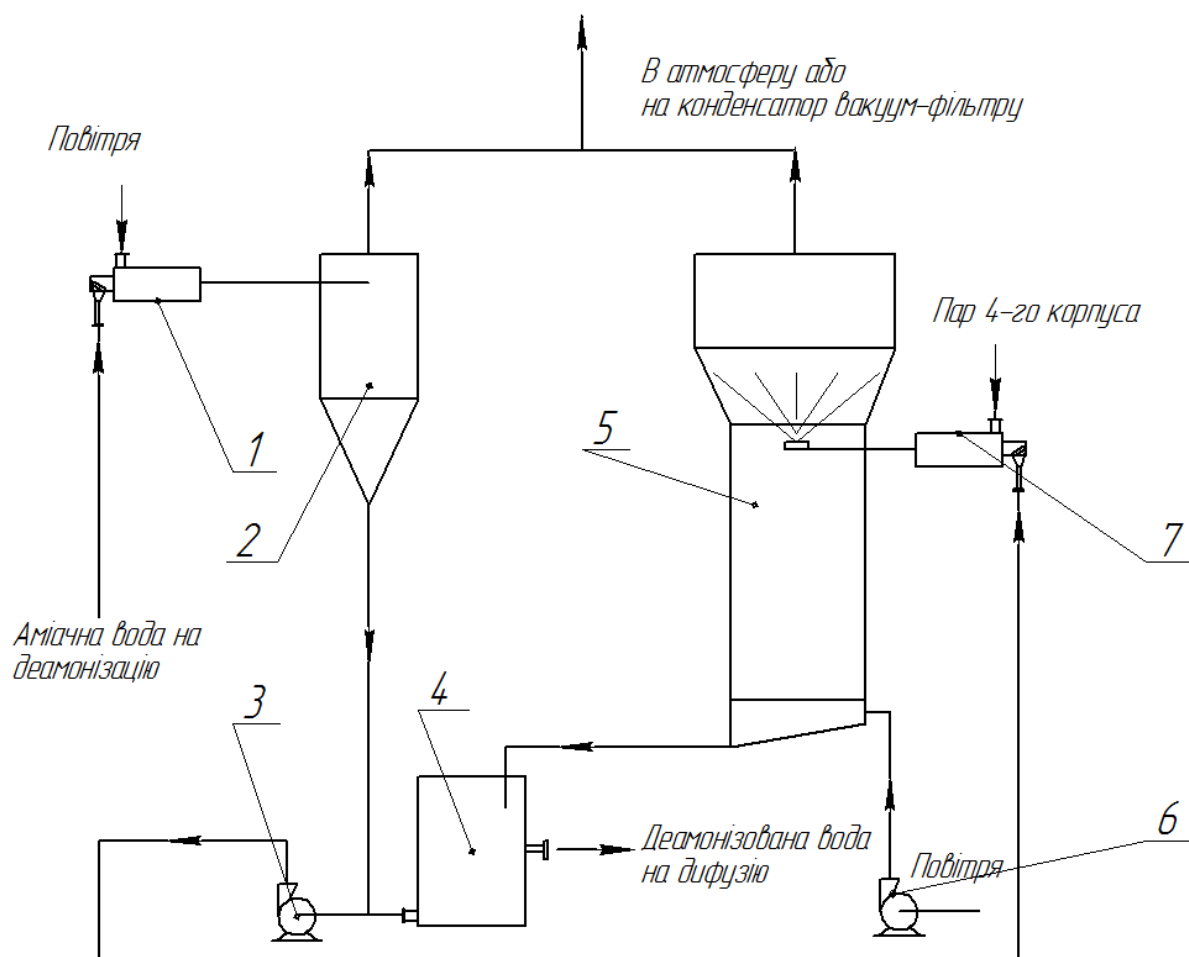 В атмосферу або
на конденсатор вакуум-фільтру
Повітря
Пар 4-го корпуса
1
2
5
7
Аміачна вода на
деамонізацію
3
4
6
Деамонізована вода
на дифузію
Повітря